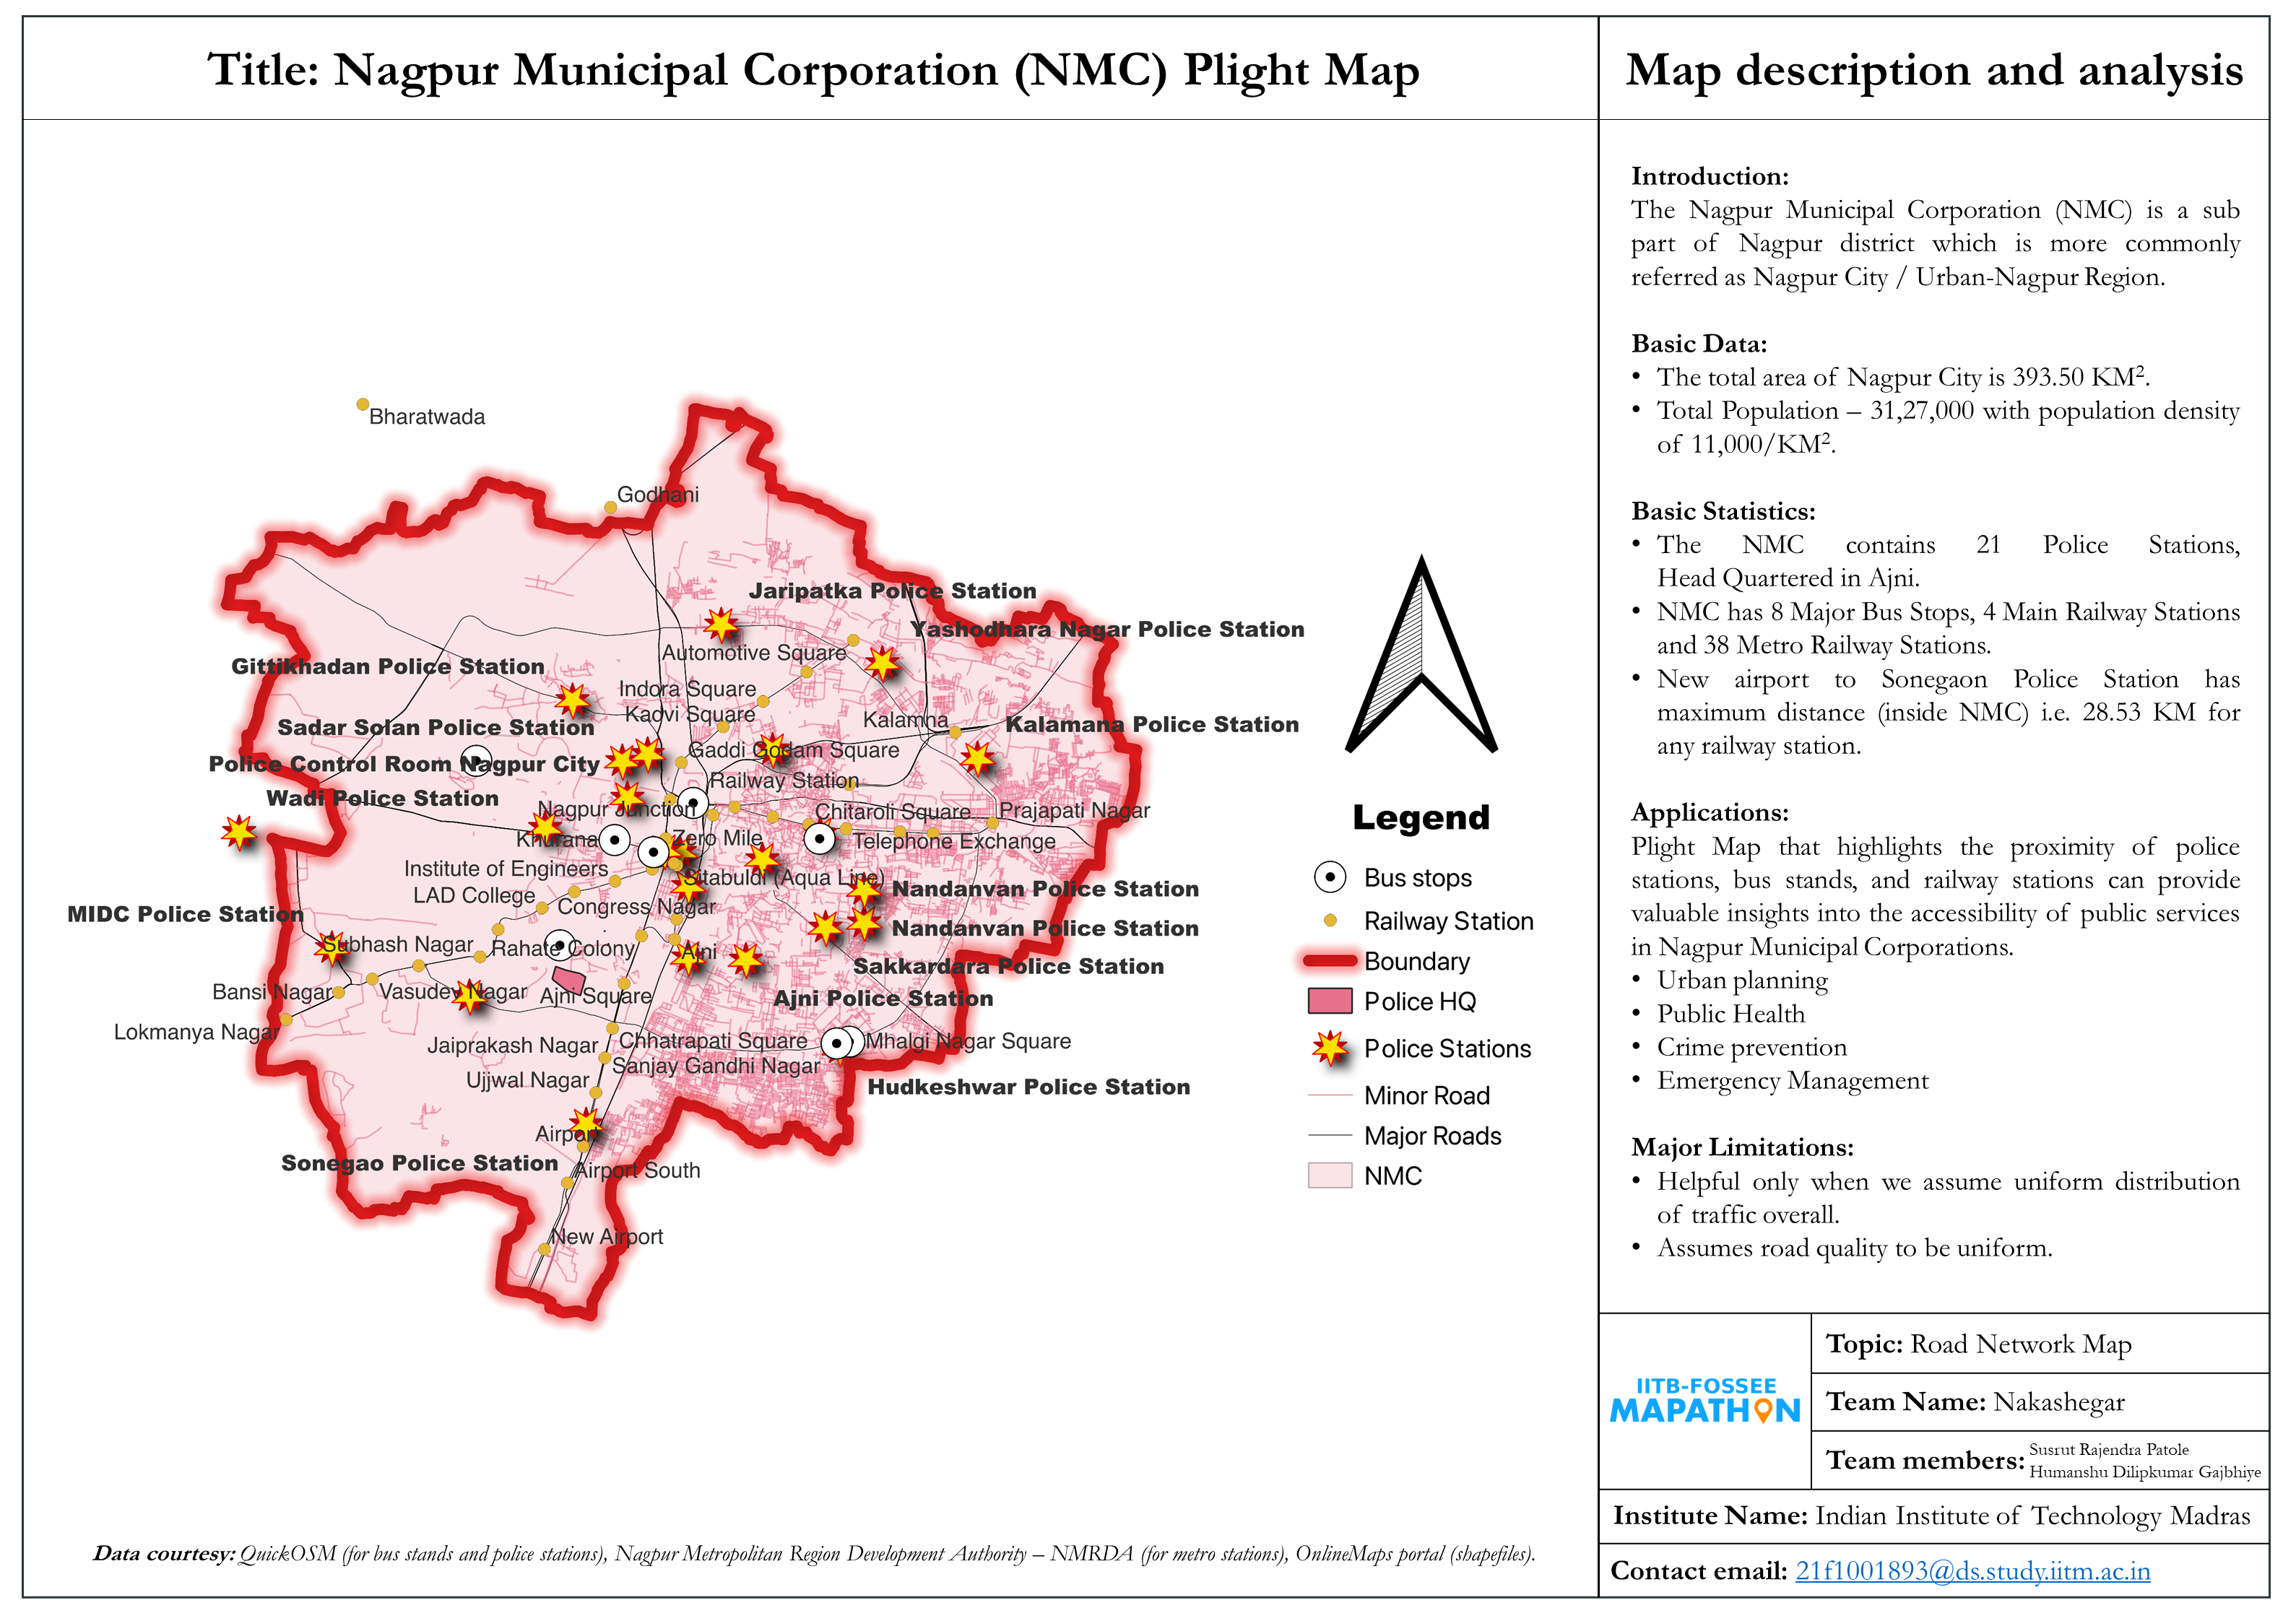 Title: Nagpur Municipal Corporation (NMC) Plight Map
Bharatwada
Godhani
Jaripatka Police Station
Yashodhara Nagar Police Station
Automotive Square
Gittikhadan Police Station
Indora Square
Kadvi Square
Kalamna
Kalamana Police Station
Sadar Solan Police Station
Gaddi Godam Square
Police Control Room Nagpur City
Railway Station
Wadi Police Station
Nagpur Junction
Chitaroli Square
Prajapati Nagar
Khurana
Zero Mile
Telephone Exchange
Institute of Engineers
Sitabuldi (Aqua Line)
Nandanvan Police Station
LAD College
Congress Nagar
MIDC Police Station
Nandanvan Police Station
Subhash Nagar
Rahate Colony
Ajni
Sakkardara Police Station
Bansi Nagar
Vasudev Nagar
Ajni Square
Ajni Police Station
Lokmanya Nagar
Jaiprakash Nagar
Chhatrapati Square
Mhalgi Nagar Square
Sanjay Gandhi Nagar
Ujjwal Nagar
Hudkeshwar Police Station
Airport
Sonegao Police Station
Airport South
New Airport
Legend
Bus stops
Railway Station
Boundary
Police HQ
Police Stations
Minor Road
Major Roads
NMC
Data courtesy: QuickOSM (for bus stands and police stations), Nagpur Metropolitan Region Development Authority – NMRDA (for metro stations), OnlineMaps portal (shapefiles).
Map description and analysis
Introduction:
The Nagpur Municipal Corporation (NMC) is a sub
part of Nagpur district which is more commonly
referred as Nagpur City / Urban-Nagpur Region.
Basic Data:
• The total area of Nagpur City is 393.50 KM².
• Total Population – 31,27,000 with population density
of 11,000/KM².
Basic Statistics:
• The NMC contains 21 Police Stations,
Head Quartered in Ajni.
• NMC has 8 Major Bus Stops, 4 Main Railway Stations
and 38 Metro Railway Stations.
• New airport to Sonegaon Police Station has
maximum distance (inside NMC) i.e. 28.53 KM for
any railway station.
Applications:
Plight Map that highlights the proximity of police
stations, bus stands, and railway stations can provide
valuable insights into the accessibility of public services
in Nagpur Municipal Corporations.
• Urban planning
• Public Health
• Crime prevention
• Emergency Management
Major Limitations:
• Helpful only when we assume uniform distribution
of traffic overall.
• Assumes road quality to be uniform.
IITB-FOSSEE
MAPATHON
Topic: Road Network Map
Team Name: Nakashegar
Team members: Susrut Rajendra Patole
Humanshu Dilipkumar Gajbhiye
Institute Name: Indian Institute of Technology Madras
Contact email: 21f1001893@ds.study.iitm.ac.in